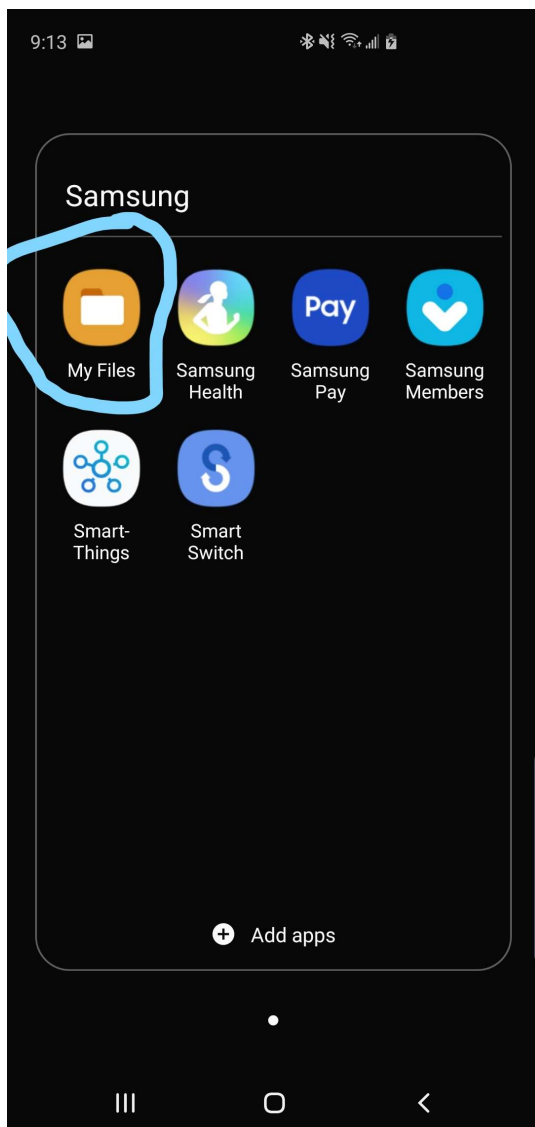 9:13
Samsung
Pay
My Files
Samsung
Health
Samsung
Pay
Samsung
Members
Smart-
Things
Smart
Switch
Add apps